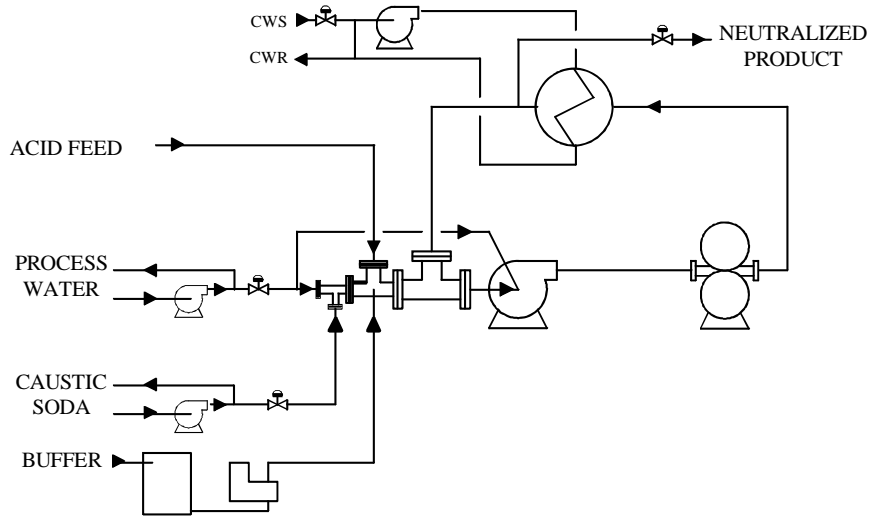 CWS
CWR
NEUTRALIZED
PRODUCT
ACID FEED
PROCESS
WATER
CAUSTIC
SODA
BUFFER